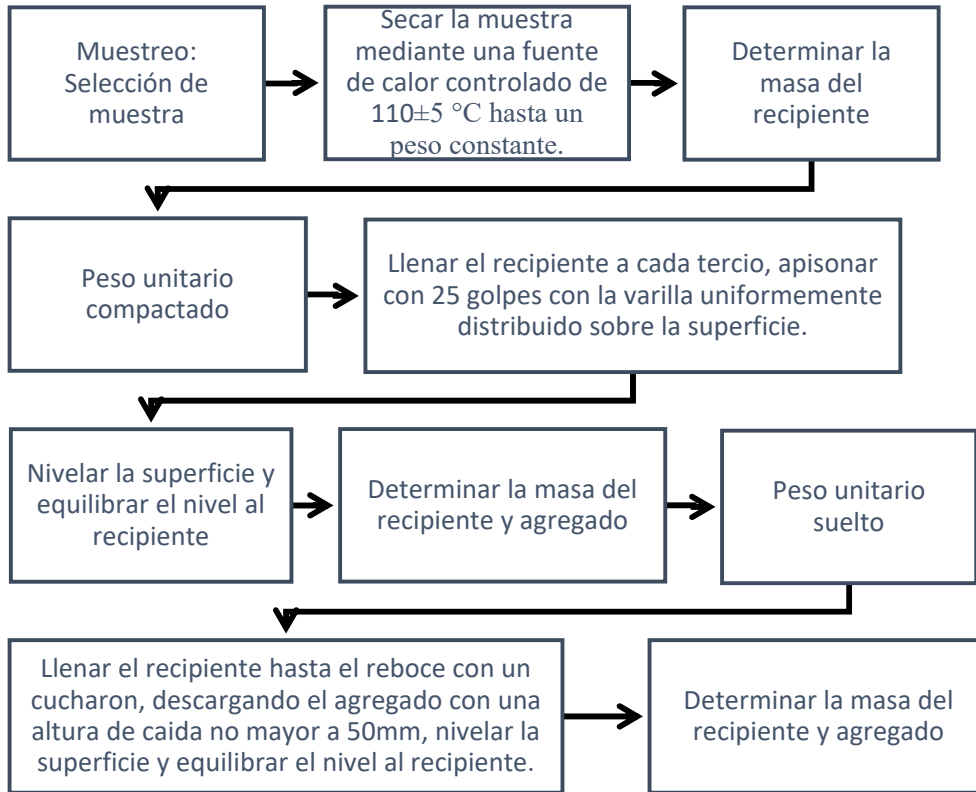 Muestreo:
Selección de
muestra
Secar la muestra
mediante una fuente
de calor controlado de
110±5 °C hasta un
peso constante.
Determinar la
masa del
recipiente
Peso unitario
compactado
Llenar el recipiente a cada tercio, apisonar
con 25 golpes con la varilla uniformemente
distribuido sobre la superficie.
Nivelar la superficie y
equilibrar el nivel al
recipiente
Determinar la masa del
recipiente y agregado
Peso unitario
suelto
Llenar el recipiente hasta el reboce con un
cucharon, descargando el agregado con una
altura de caida no mayor a 50mm, nivelar la
superficie y equilibrar el nivel al recipiente.
Determinar la masa del
recipiente y agregado